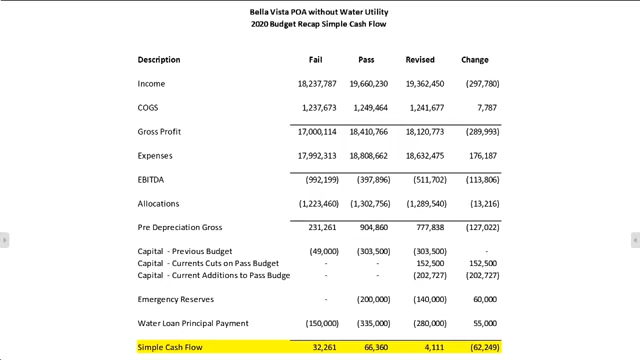 Bella Vista POA without Water Utility
2020 Budget Recap Simple Cash Flow
Description Fail Pass Revised Change
Income 18,237,787 19,660,230 19,362,450 (297,780)
COGS 1,237,673 1,249,464 1,241,677 7,787
Gross Profit 17,000,114 18,410,766 18,120,773 (289,993)
Expenses 17,992,313 18,808,662 18,632,475 176,187
EBITDA (992,199) (397,896) (511,702) (113,806)
Allocations (1,223,460) (1,302,756) (1,289,540) (13,216)
Pre Depreciation Gross 231,261 904,860 777,838 (127,022)
Capital - Previous Budget (49,000) (303,500) (303,500) -
Capital - Currents Cuts on Pass Budget - - 152,500 152,500
Capital - Current Additions to Pass Budge - - (202,727) (202,727)
Emergency Reserves - (200,000) (140,000) 60,000
Water Loan Principal Payment (150,000) (335,000) (280,000) 55,000
Simple Cash Flow 32,261 66,360 4,111 (62,249)